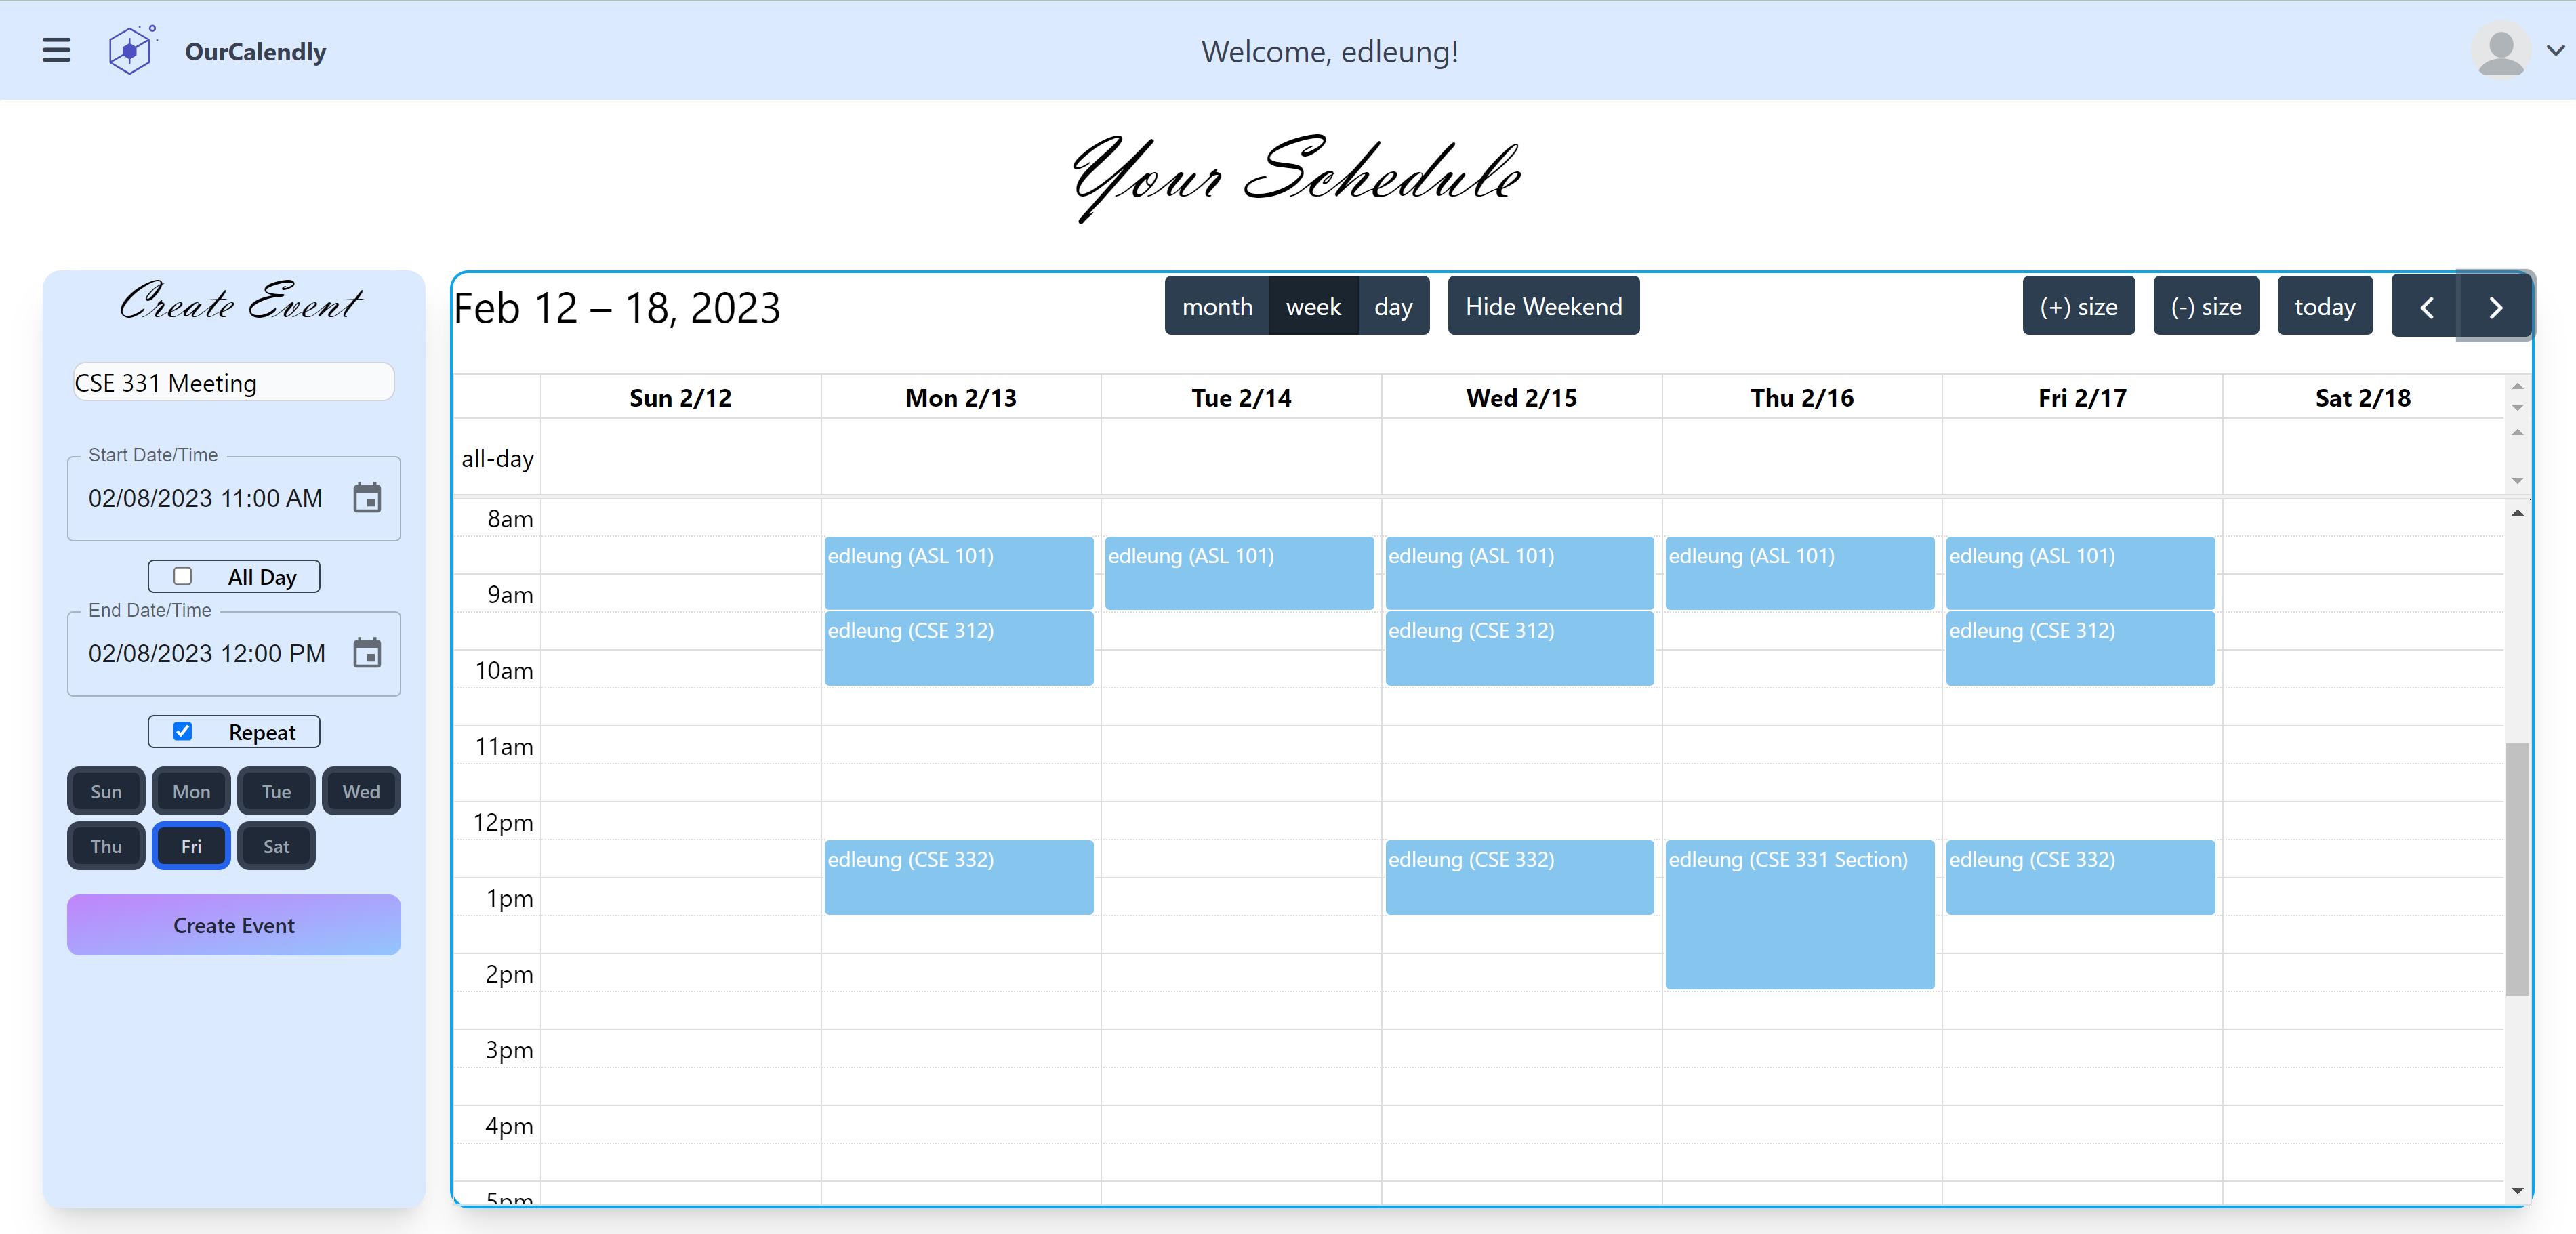 OurCalendly
Welcome, edleung!
Your Schedule
Create Event
CSE 331 Meeting
Start Date/Time
02/08/2023 11:00 AM
All Day
End Date/Time
02/08/2023 12:00 PM
Repeat
Sun Mon Tue Wed
Thu Fri Sat
Create Event
Feb 12 – 18, 2023 month week day Hide Weekend (+) size (-) size today
Sun 2/12 Mon 2/13 Tue 2/14 Wed 2/15 Thu 2/16 Fri 2/17 Sat 2/18
all-day
8am
edleung (ASL 101) edleung (ASL 101) edleung (ASL 101) edleung (ASL 101) edleung (ASL 101)
9am
edleung (CSE 312) edleung (CSE 312) edleung (CSE 312)
10am
11am
12pm
edleung (CSE 332) edleung (CSE 332) edleung (CSE 331 Section) edleung (CSE 332)
1pm
2pm
3pm
4pm
5pm